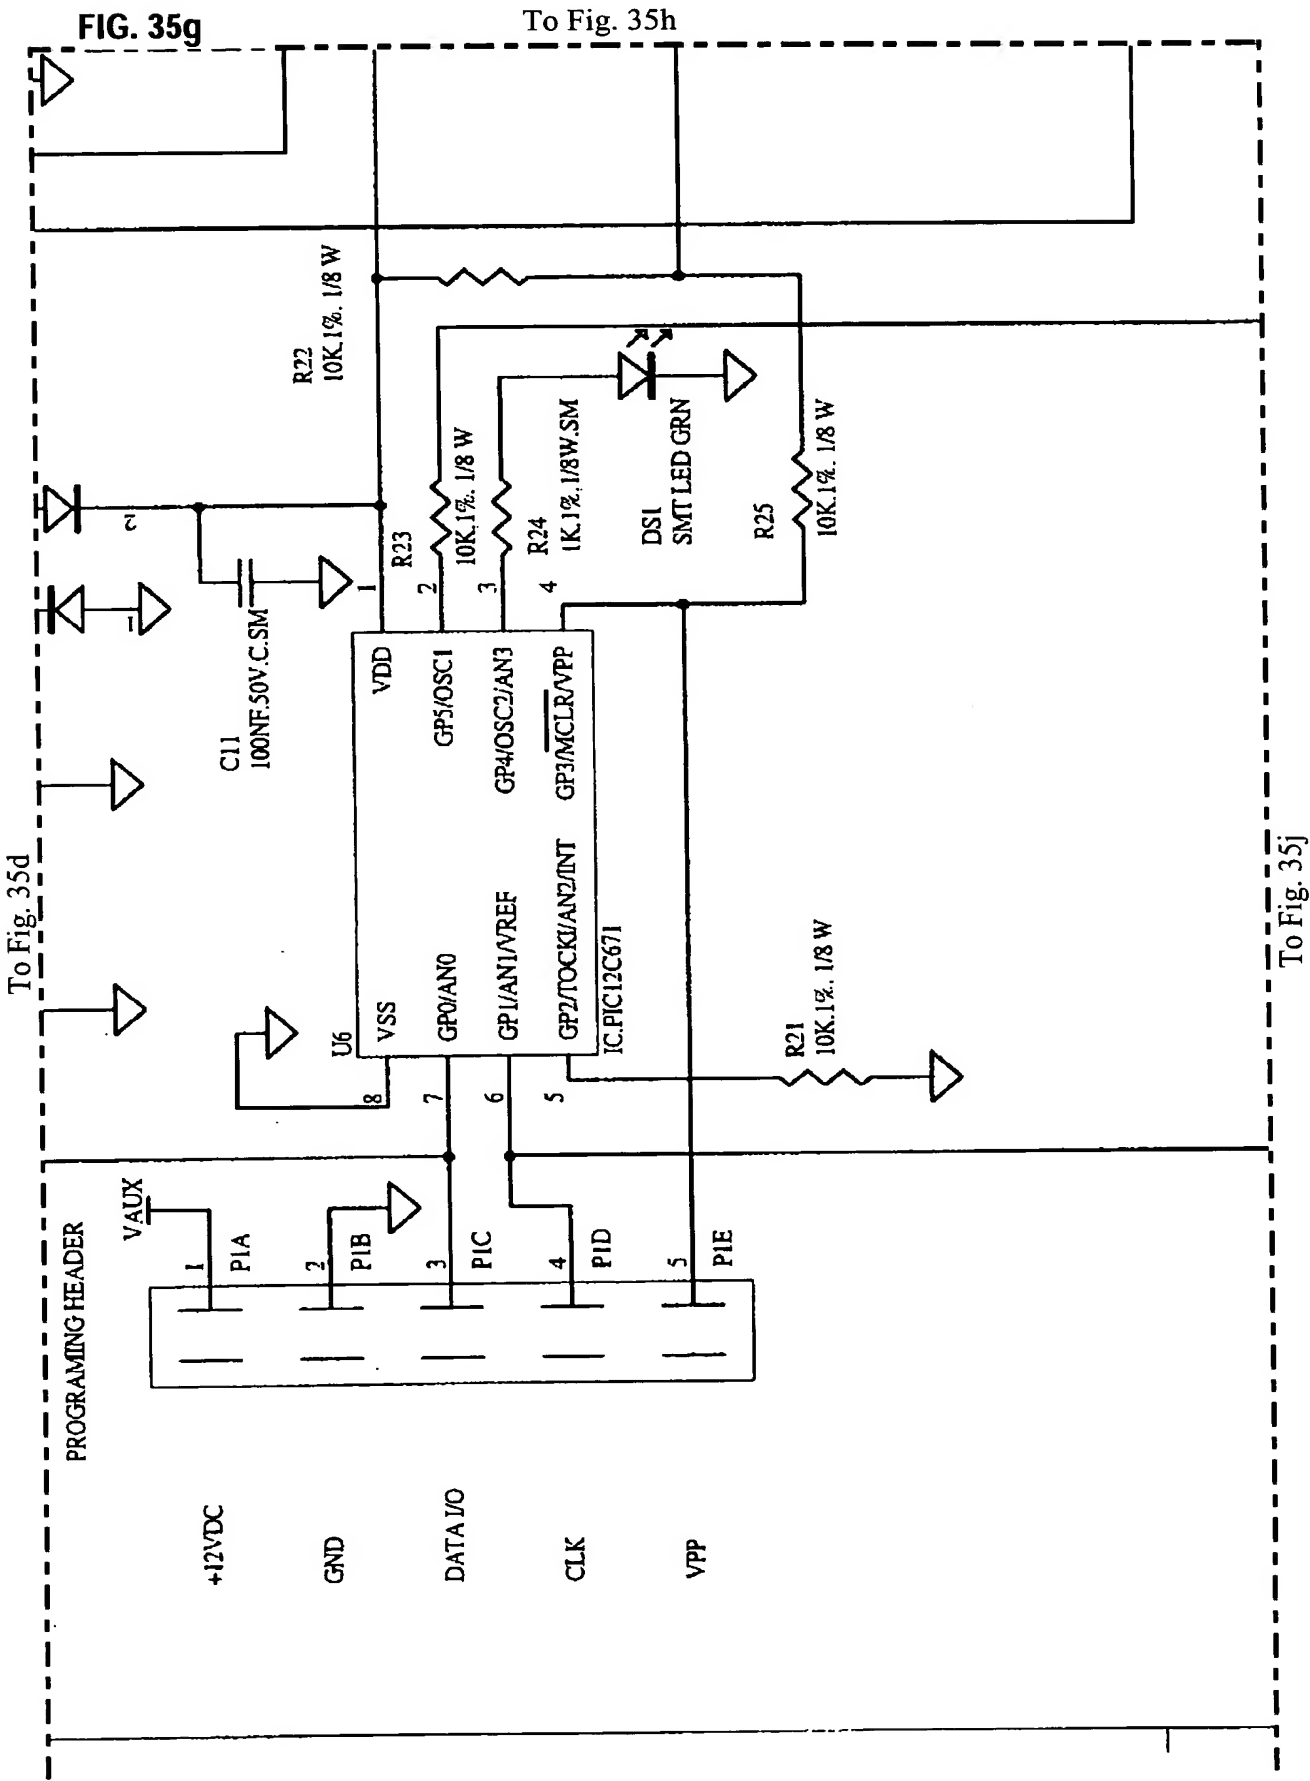 FIG. 35g
To Fig. 35h
To Fig. 35d
To Fig. 35j
R22
10K.1%. 1/8 W
2
1
C11
100NF.50V.C.SM
R23
10K.1%. 1/8 W
R24
1K.1%.1/8W.SM
DS1
SMT LED GRN
R25
10K.1%. 1/8 W
1
2
3
4
VDD
GP5/OSC1
GP4/OSC2/AN3
GP3/MCLR/VPP
U6
VSS
GP0/AN0
GP1/AN1/VREF
GP2/TOCKI/AN2/INT
IC.PIC12C671
8
7
6
5
R21
10K.1%. 1/8 W
PROGRAMING HEADER
VAUX
1
P1A
2
P1B
3
P1C
4
P1D
5
P1E
+12VDC
GND
DATA I/O
CLK
VPP